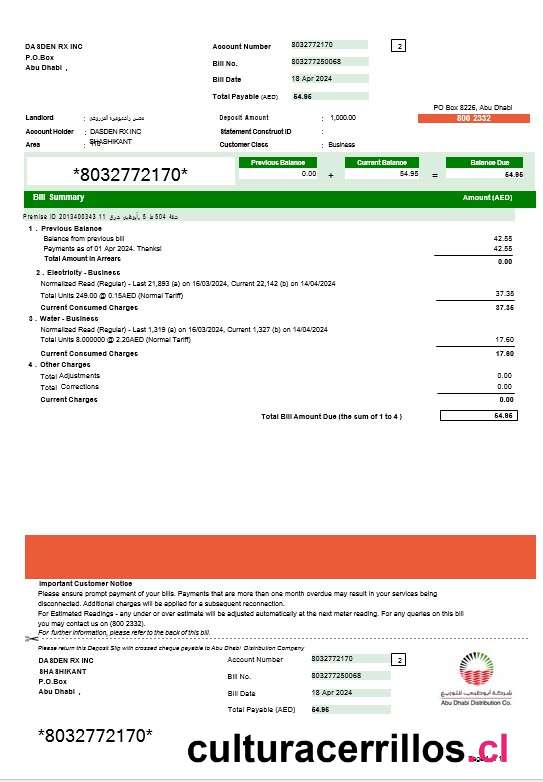 DASDEN RX INC
P.O.Box
Abu Dhabi ,
Account Number 8032772170 2
Bill No. 803277250068
Bill Date 18 Apr 2024
Total Payable (AED) 54.95
PO Box 8226, Abu Dhabi
800 2332
Landlord :
Deposit Amount : 1,000.00
Account Holder : DASDEN RX INC
Statement Construct ID :
SHASHIKANT
Area :
Customer Class : Business
*8032772170*
Previous Balance Current Balance Balance Due
0.00 + 54.95 = 54.95
Bill Summary Amount (AED)
Premise ID 2013400343
1 . Previous Balance
Balance from previous bill 42.55
Payments as of 01 Apr 2024. Thanks! 42.55
Total Amount in Arrears 0.00
2 . Electricity - Business
Normalized Read (Regular) - Last 21,893 (a) on 16/03/2024, Current 22,142 (b) on 14/04/2024
Total Units 249.00 @ 0.15AED (Normal Tariff) 37.35
Current Consumed Charges 37.35
3 . Water - Business
Normalized Read (Regular) - Last 1,319 (a) on 16/03/2024, Current 1,327 (b) on 14/04/2024
Total Units 8.000000 @ 2.20AED (Normal Tariff) 17.60
Current Consumed Charges 17.60
4 . Other Charges
Total Adjustments 0.00
Total Corrections 0.00
Current Charges 0.00
Total Bill Amount Due (the sum of 1 to 4 ) 54.95
Important Customer Notice
Please ensure prompt payment of your bills. Payments that are more than one month overdue may result in your services being
disconnected. Additional charges will be applied for a subsequent reconnection.
For Estimated Readings - any under or over estimate will be adjusted automatically at the next meter reading. For any queries on this bill
you may contact us on (800 2332).
For further information, please refer to the back of this bill.
Please return this Deposit Slip with crossed cheque payable to Abu Dhabi Distribution Company
DASDEN RX INC
SHASHIKANT
P.O.Box
Abu Dhabi ,
Account Number 8032772170 2
Bill No. 803277250068
Bill Date 18 Apr 2024
Total Payable (AED) 54.95
شركة أبوظبي للتوزيع
Abu Dhabi Distribution Co.
*8032772170*
culturacerrillos.cl